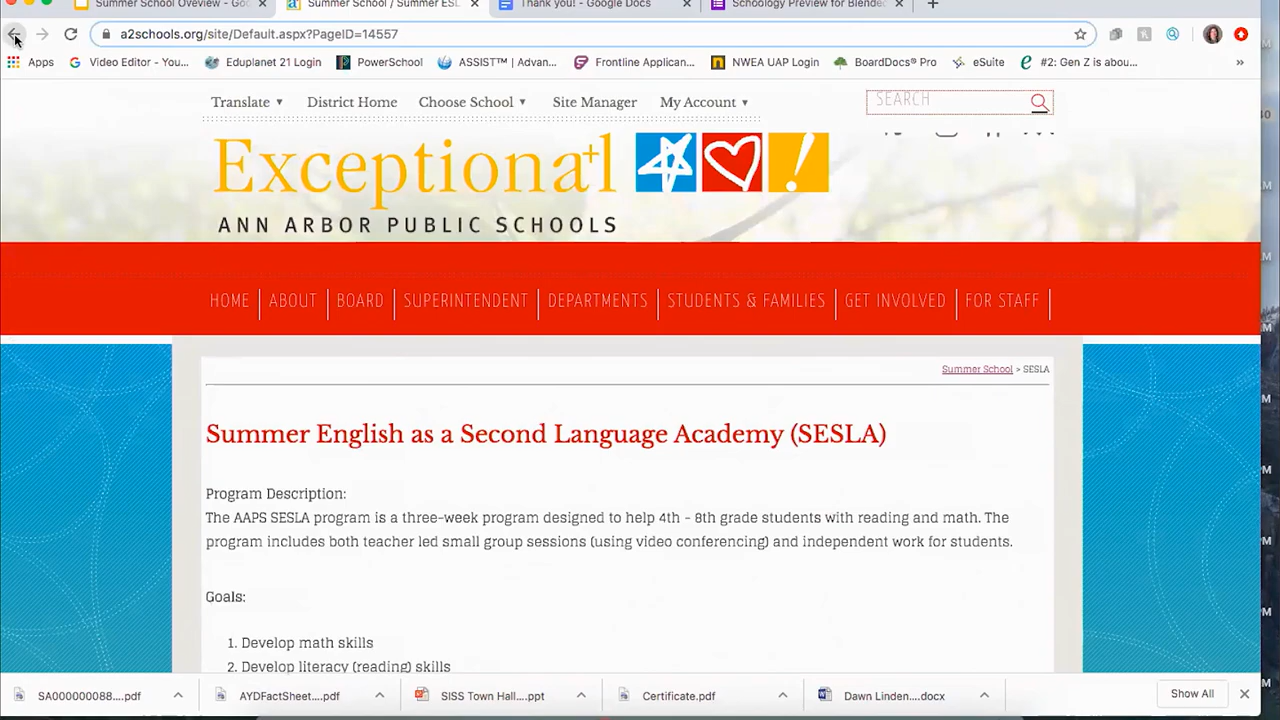 Summer School Oveview - Goo
Summer School / Summer ESL
Thank you! - Google Docs
Schoology Preview for Blende
a2schools.org/site/Default.aspx?PageID=14557
Apps Video Editor - You... Eduplanet 21 Login PowerSchool ASSIST™ | Advan... Frontline Applican... NWEA UAP Login BoardDocs® Pro eSuite #2: Gen Z is abou... »
Translate ▼ District Home Choose School ▼ Site Manager My Account ▼ SEARCH
Exceptional
ANN ARBOR PUBLIC SCHOOLS
HOME ABOUT BOARD SUPERINTENDENT DEPARTMENTS STUDENTS & FAMILIES GET INVOLVED FOR STAFF
Summer School > SESLA
Summer English as a Second Language Academy (SESLA)
Program Description:
The AAPS SESLA program is a three-week program designed to help 4th - 8th grade students with reading and math. The
program includes both teacher led small group sessions (using video conferencing) and independent work for students.
Goals:
1. Develop math skills
2. Develop literacy (reading) skills
SA000000088....pdf AYDFactSheet....pdf SISS Town Hall....ppt Certificate.pdf Dawn Linden....docx Show All